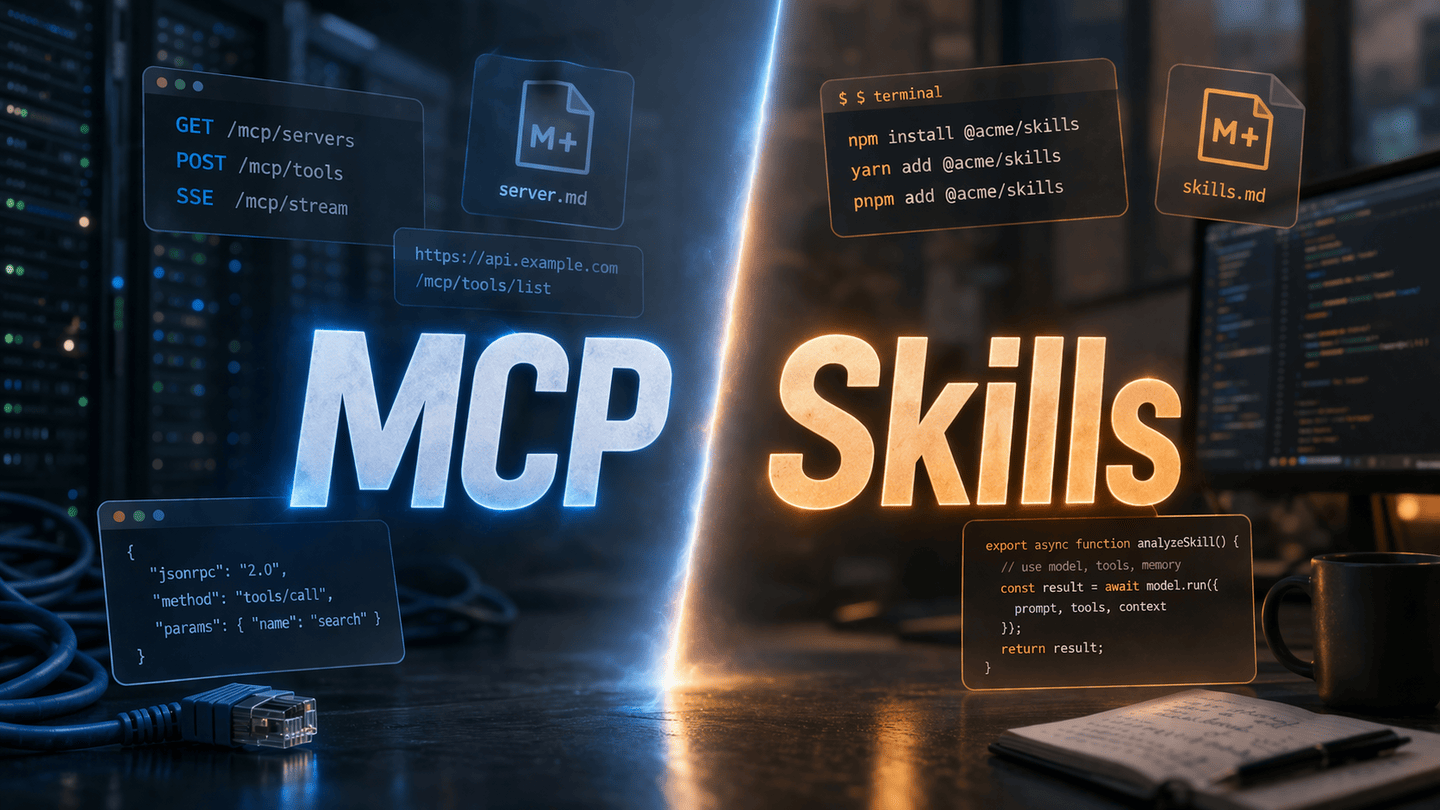 GET /mcp/servers
POST /mcp/tools
SSE /mcp/stream
M+
server.md
https://api.example.com
/mcp/tools/list
$ $ terminal
npm install @acme/skills
yarn add @acme/skills
pnpm add @acme/skills
M+
skills.md
MCP
Skills
{
"jsonrpc": "2.0",
"method": "tools/call",
"params": { "name": "search" }
}
export async function analyzeSkill() {
// use model, tools, memory
const result = await model.run({
prompt, tools, context
});
return result;
}